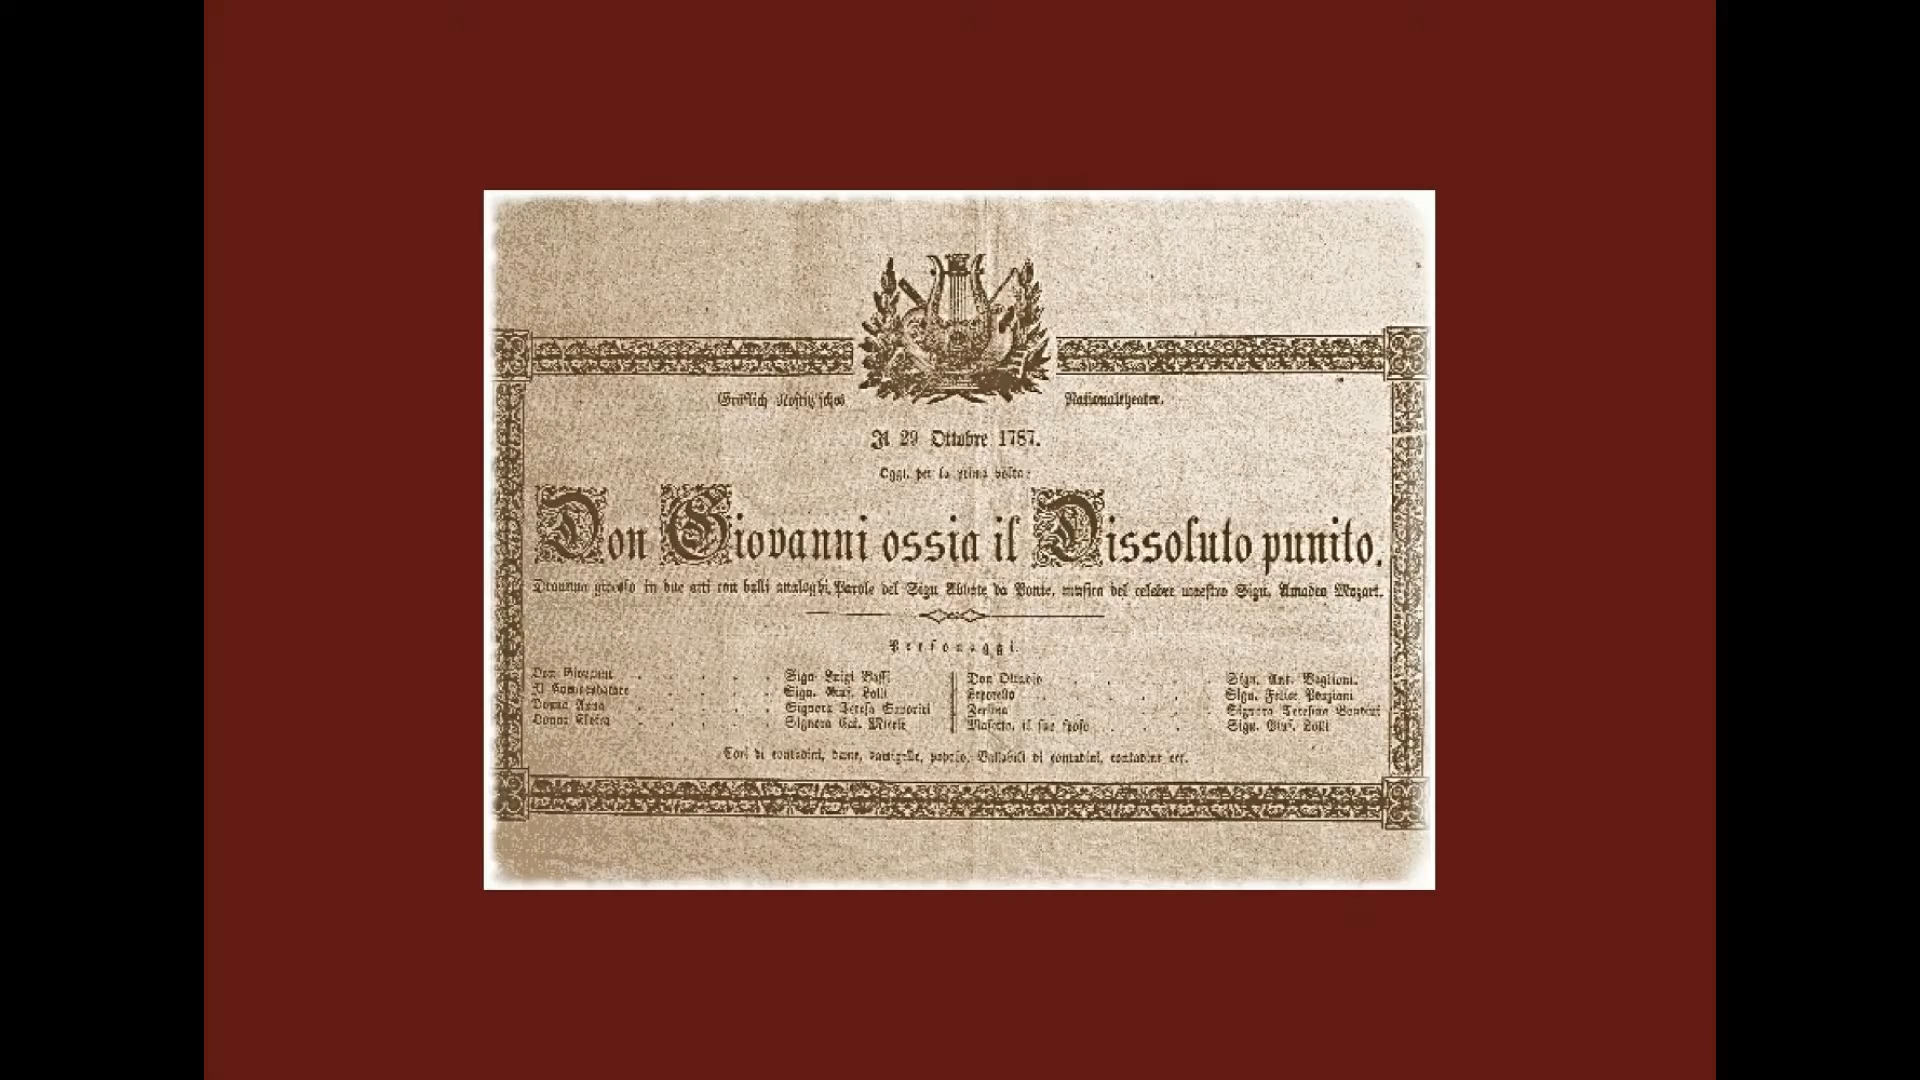 Gräflich Nostitz'sches Nationaltheater.
Il 29 Ottobre 1787.
Oggi, per la prima volta:
Don Giovanni ossia il Dissoluto punito.
Dramma giocoso in due atti con balli analoghi. Parole del Sign Abbate da Ponte, musica del celebre maestro Sign. Amadeo Mozart.
Personaggi.
Don Giovanni . . . . . Sign. Luigi Bassi
Don Ottavio . . . . . Sign. Ant. Baglioni.
Il Commendatore . . . . Sign. Gius. Lolli
Leporello . . . . . Sign. Felice Ponziani
Donna Anna . . . . . Signora Teresa Saporiti
Zerlina . . . . . Signora Teresina Bondini
Donna Elvira . . . . . Signora Cat. Micele
Masetto, il suo sposo . . . Sign. Gius. Lolli
Cori di contadini, dame, popolo. Ballabili di contadini, contadine ecc.